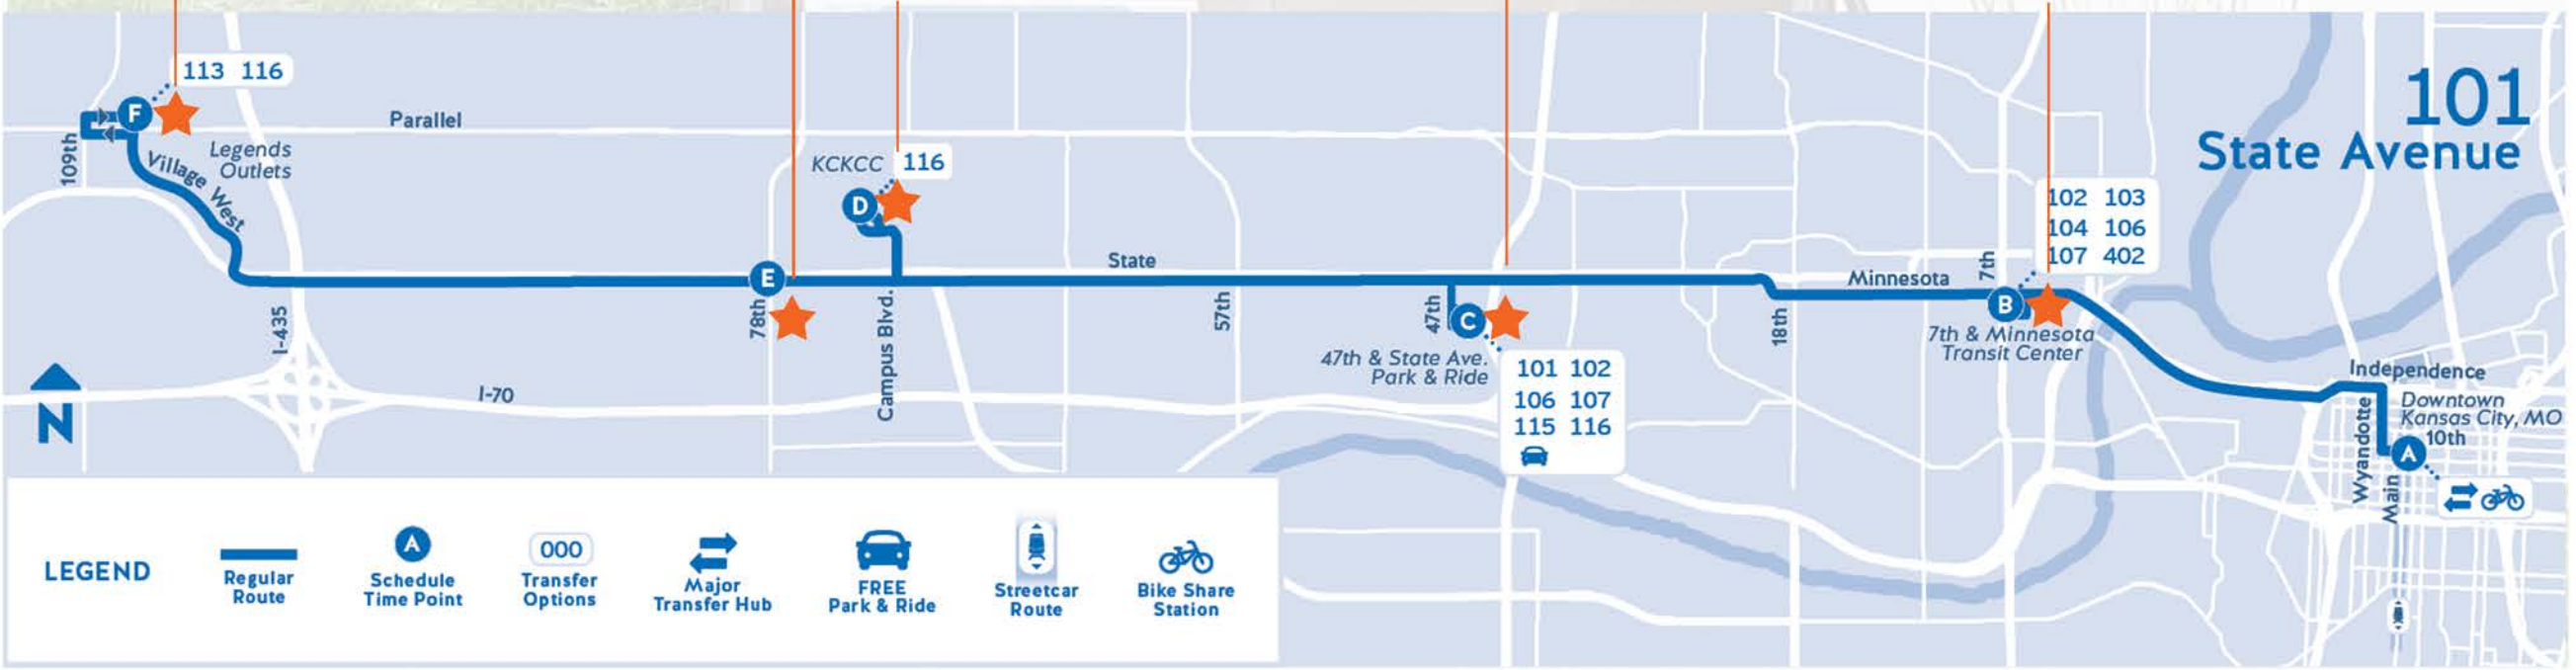 101
State Avenue
113 116
F
109th
Parallel
Legends
Outlets
Village West
KCKCC
116
D
102 103
104 106
107 402
State
E
78th
Campus Blvd.
57th
47th
C
47th & State Ave.
Park & Ride
101 102
106 107
115 116
18th
Minnesota
7th
B
7th & Minnesota
Transit Center
I-435
I-70
N
Independence
Downtown
Kansas City, MO
10th
A
Wyandotte
Main
LEGEND
Regular
Route
A
Schedule
Time Point
000
Transfer
Options
Major
Transfer Hub
FREE
Park & Ride
Streetcar
Route
Bike Share
Station